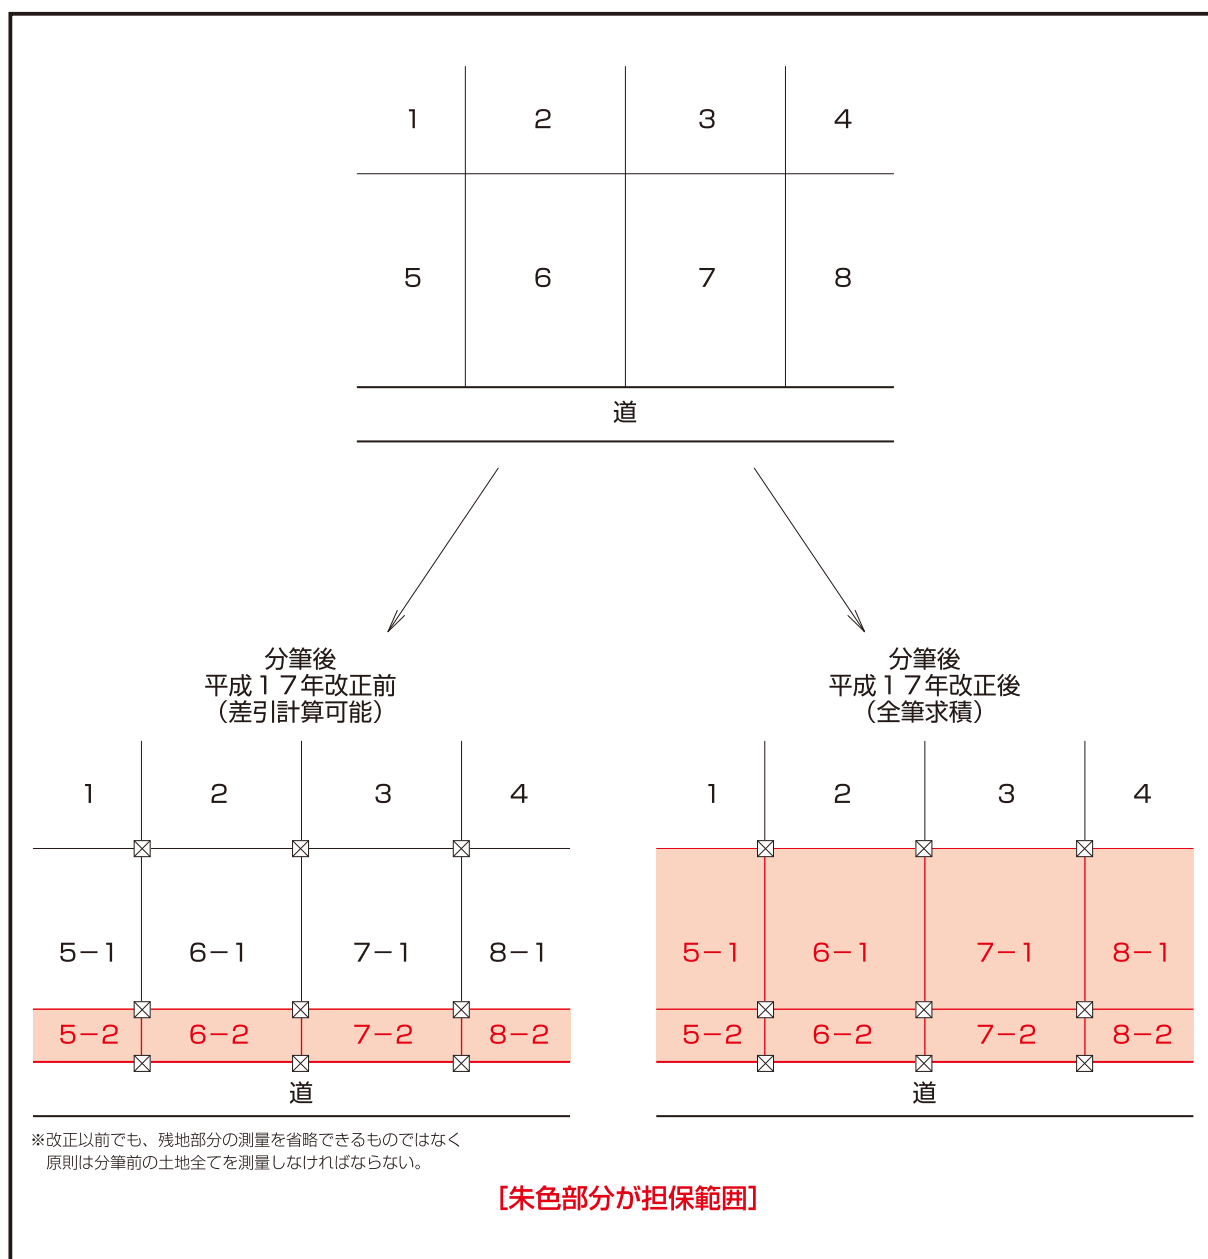 1 2 3 4
5 6 7 8
道
分筆後
平成１７年改正前
（差引計算可能）
1 2 3 4
5−1 6−1 7−1 8−1
5−2 6−2 7−2 8−2
道
※改正以前でも、残地部分の測量を省略できるものではなく
原則は分筆前の土地全てを測量しなければならない。
分筆後
平成１７年改正後
（全筆求積）
1 2 3 4
5−1 6−1 7−1 8−1
5−2 6−2 7−2 8−2
道
[朱色部分が担保範囲]